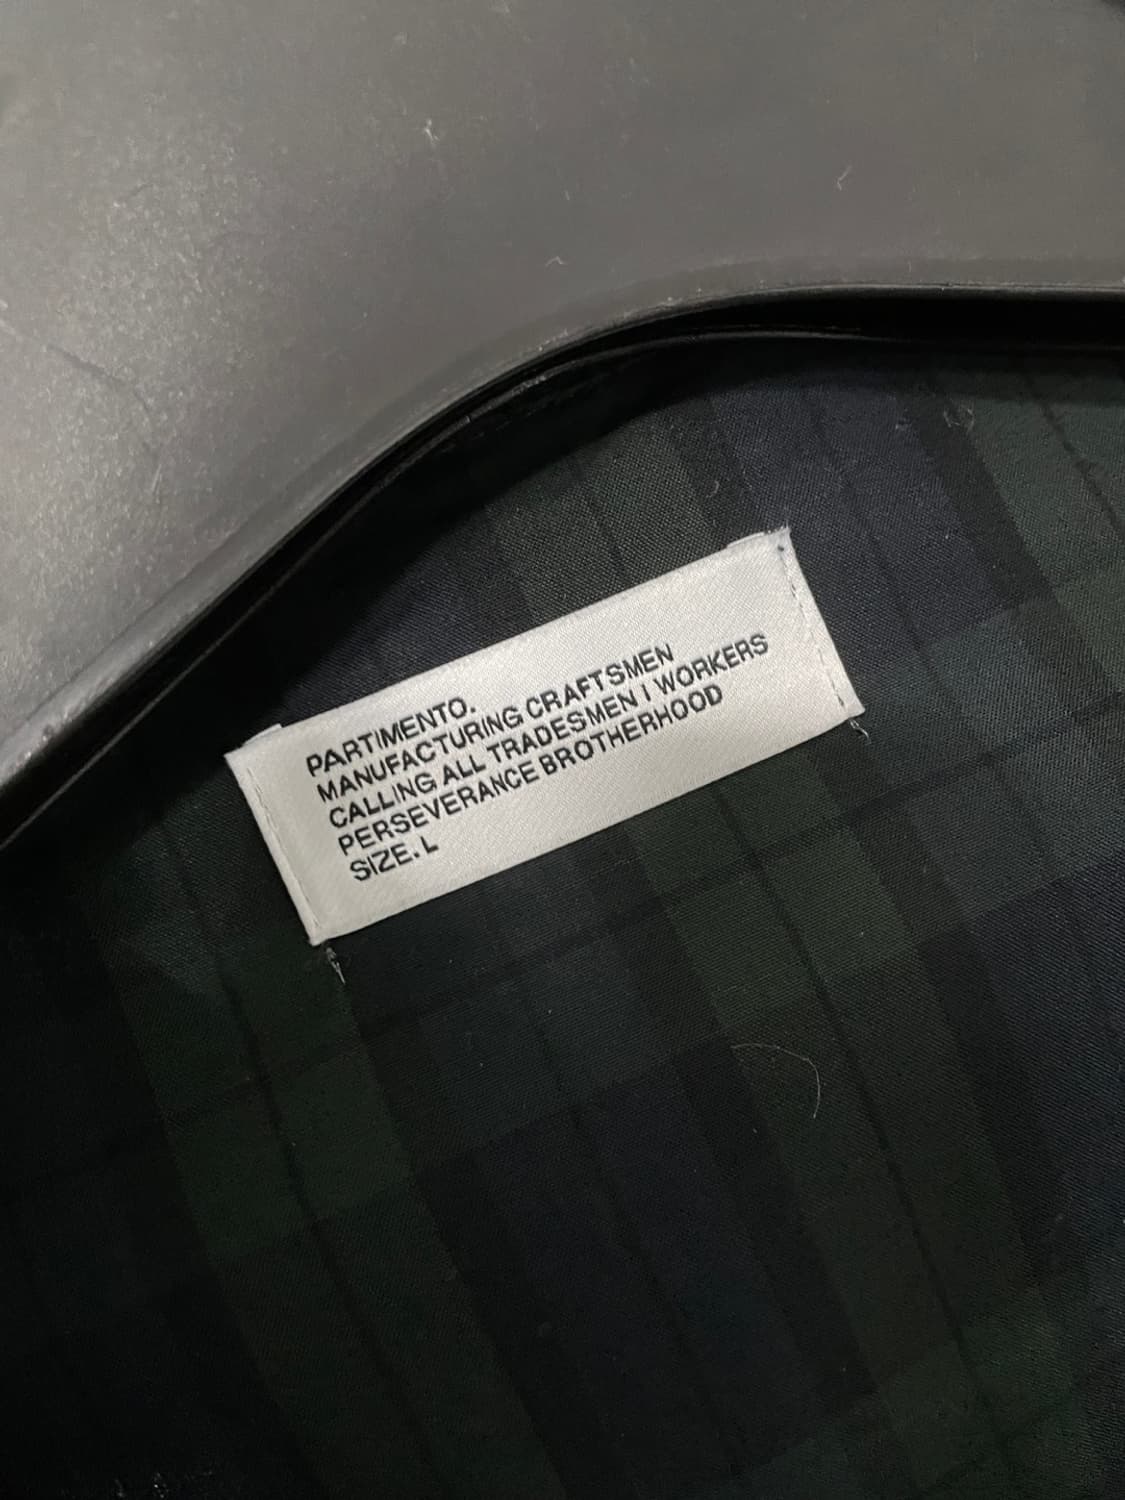 PARTIMENTO.
MANUFACTURING CRAFTSMEN
CALLING ALL TRADESMEN I WORKERS
PERSEVERANCE BROTHERHOOD
SIZE. L